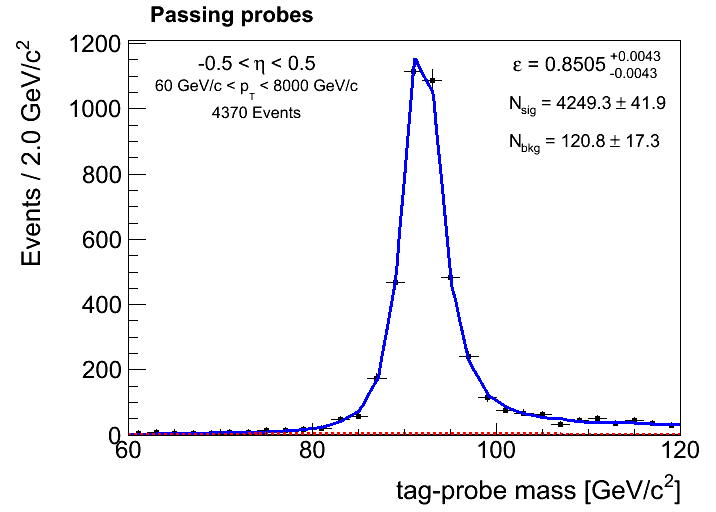 Passing probes
-0.5 < η < 0.5
60 GeV/c < p_T < 8000 GeV/c
4370 Events
ε = 0.8505 +0.0043 -0.0043
N_sig = 4249.3 ± 41.9
N_bkg = 120.8 ± 17.3
Events / 2.0 GeV/c²
1200
1000
800
600
400
200
0
60 80 100 120
tag-probe mass [GeV/c²]